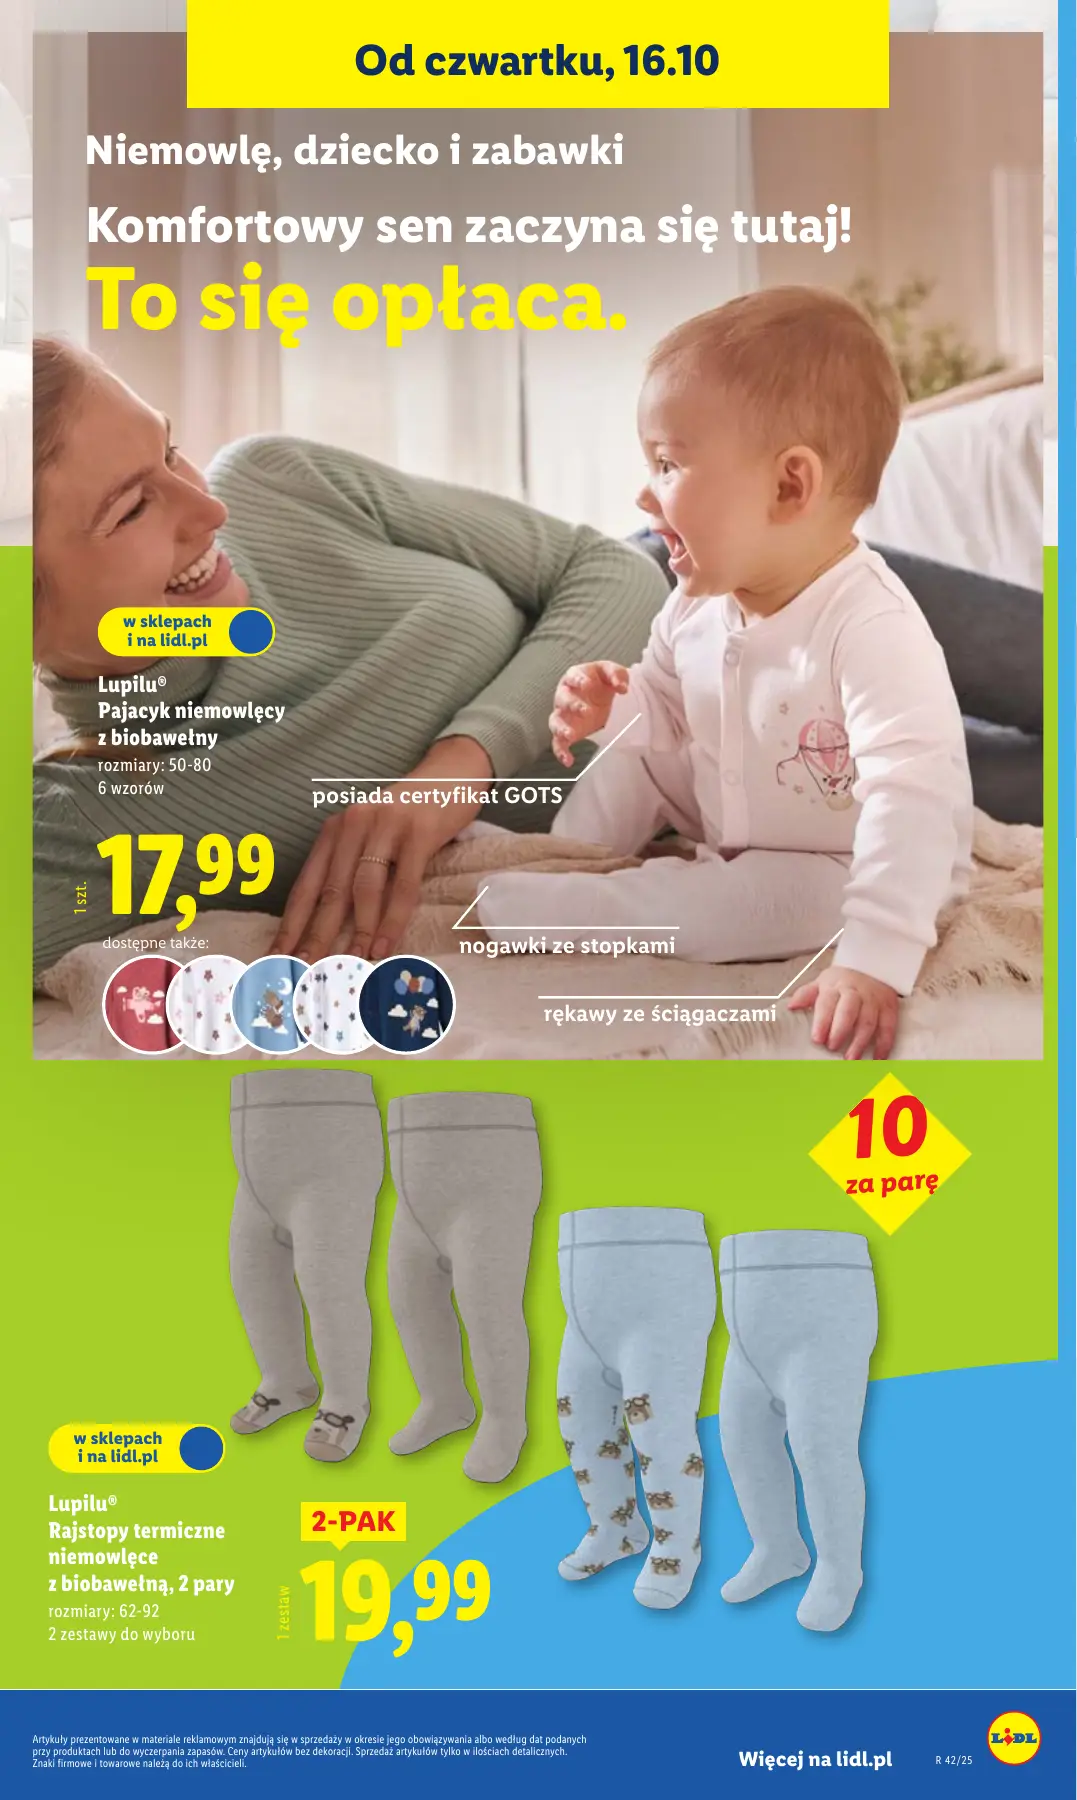 Od czwartku, 16.10
Niemowlę, dziecko i zabawki
Komfortowy sen zaczyna się tutaj!
To się opłaca.
w sklepach
i na lidl.pl
Lupilu®
Pajacyk niemowlęcy
z biobawełny
rozmiary: 50-80
6 wzorów
posiada certyfikat GOTS
1 szt.
17,99
nogawki ze stopkami
dostępne także:
rękawy ze ściągaczami
10
za parę
w sklepach
i na lidl.pl
Lupilu®
Rajstopy termiczne
niemowlęce
z biobawełną, 2 pary
rozmiary: 62-92
2 zestawy do wyboru
2-PAK
1 zestaw
19,99
Artykuły prezentowane w materiale reklamowym znajdują się w sprzedaży w okresie jego obowiązywania albo według dat podanych
przy produktach lub do wyczerpania zapasów. Ceny artykułów bez dekoracji. Sprzedaż artykułów tylko w ilościach detalicznych.
Znaki firmowe i towarowe należą do ich właścicieli.
Więcej na lidl.pl
R 42/25
LIDL